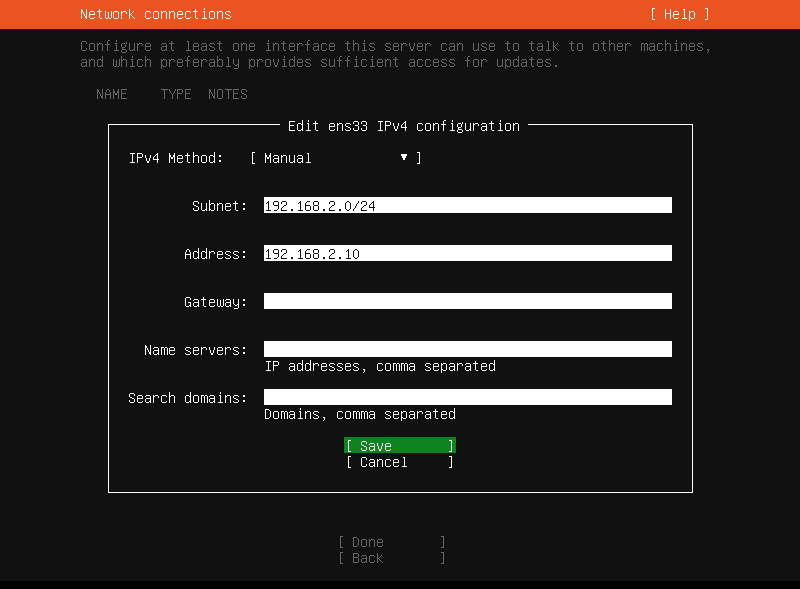 Network connections [ Help ]
Configure at least one interface this server can use to talk to other machines,
and which preferably provides sufficient access for updates.
NAME TYPE NOTES
Edit ens33 IPv4 configuration
IPv4 Method: [ Manual ▾ ]
Subnet: 192.168.2.0/24
Address: 192.168.2.10
Gateway:
Name servers:
IP addresses, comma separated
Search domains:
Domains, comma separated
[ Save ]
[ Cancel ]
[ Done ]
[ Back ]